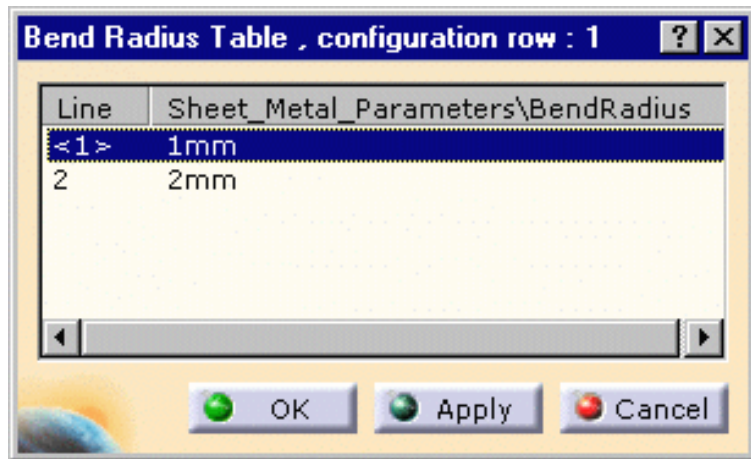 Bend Radius Table , configuration row : 1 ? X
Line Sheet_Metal_Parameters\BendRadius
<1> 1mm
2 2mm
OK Apply Cancel